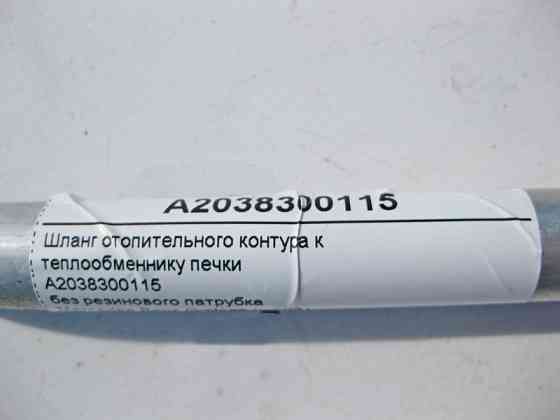 A2038300115
Шланг отопительного контура к
теплообменнику печки
A2038300115
без резинового патрубка